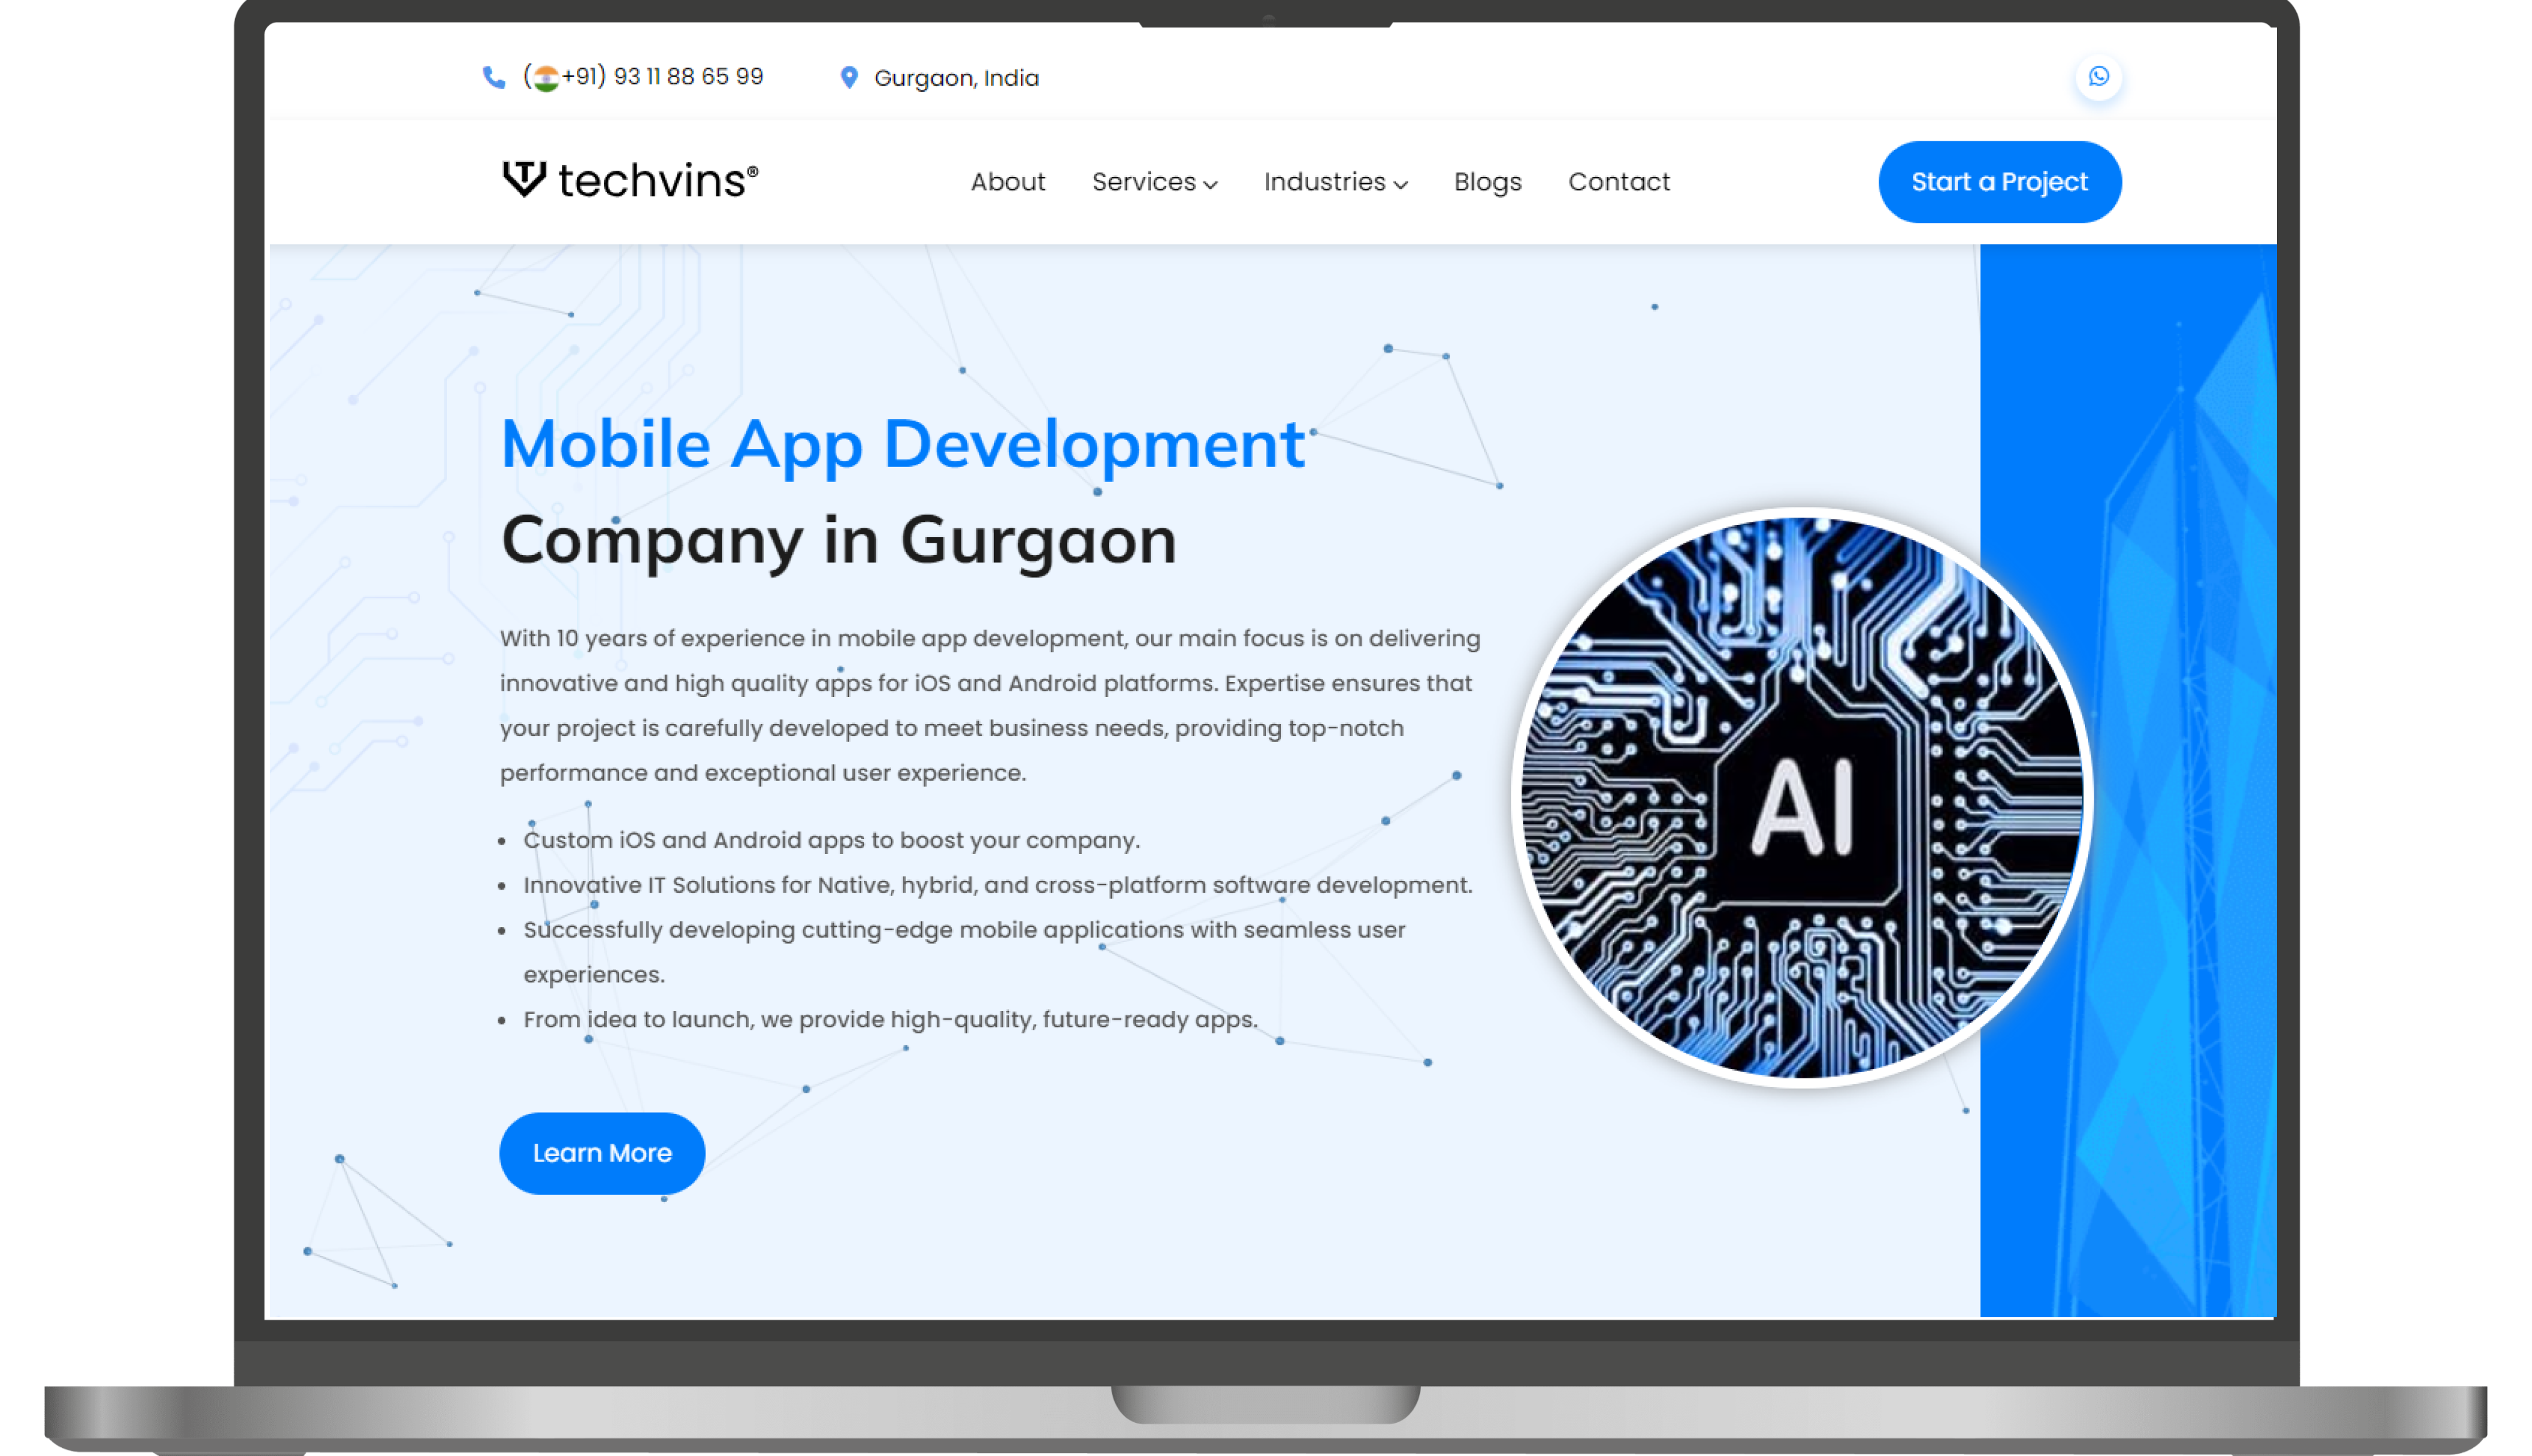 (+91) 93 11 88 65 99
Gurgaon, India
techvins®
About
Services
Industries
Blogs
Contact
Start a Project
Mobile App Development
Company in Gurgaon
With 10 years of experience in mobile app development, our main focus is on delivering
innovative and high quality apps for iOS and Android platforms. Expertise ensures that
your project is carefully developed to meet business needs, providing top-notch
performance and exceptional user experience.
• Custom iOS and Android apps to boost your company.
• Innovative IT Solutions for Native, hybrid, and cross-platform software development.
• Successfully developing cutting-edge mobile applications with seamless user
experiences.
• From idea to launch, we provide high-quality, future-ready apps.
AI
Learn More